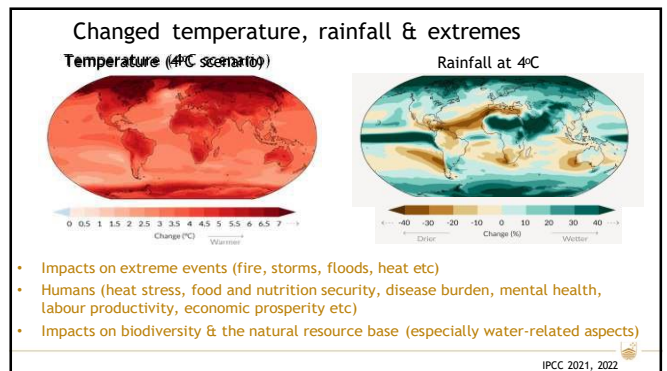 Changed temperature, rainfall & extremes
Temperature (4ºC scenario)
Rainfall at 4ºC
0 0.5 1 1.5 2 2.5 3 3.5 4 4.5 5 5.5 6 6.5 7
Change (°C)
Warmer
-40 -30 -20 -10 0 10 20 30 40
Change (%)
Drier
Wetter
• Impacts on extreme events (fire, storms, floods, heat etc)
• Humans (heat stress, food and nutrition security, disease burden, mental health,
labour productivity, economic prosperity etc)
• Impacts on biodiversity & the natural resource base (especially water-related aspects)
IPCC 2021, 2022